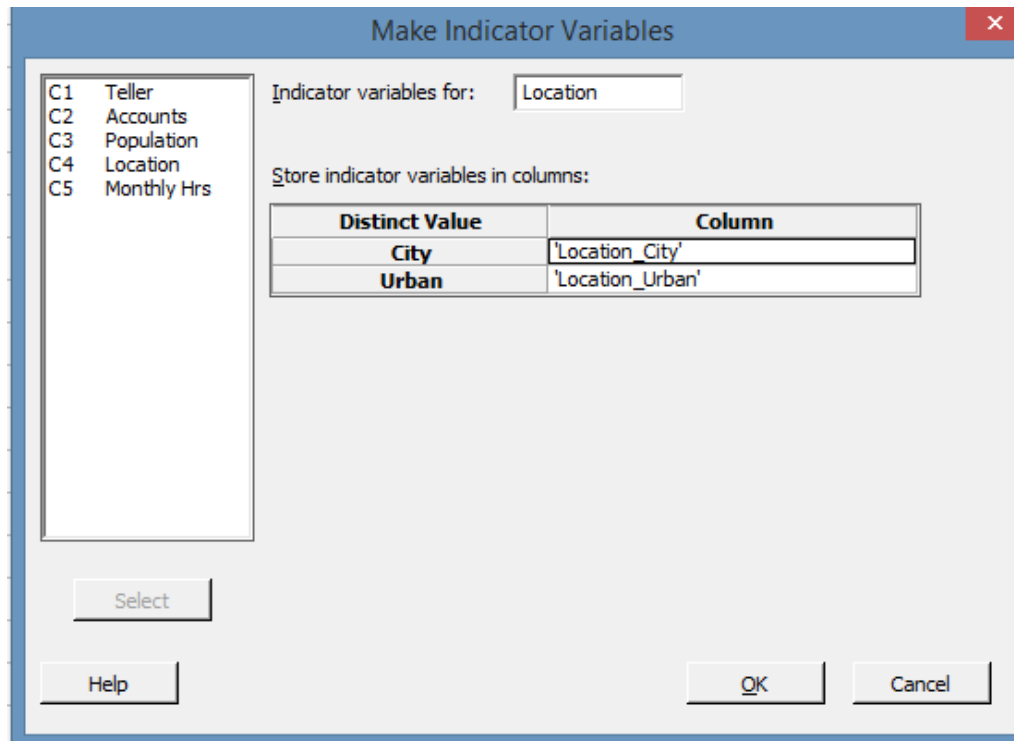 Make Indicator Variables
C1 Teller
C2 Accounts
C3 Population
C4 Location
C5 Monthly Hrs
Indicator variables for: Location
Store indicator variables in columns:
Distinct Value Column
City 'Location_City'
Urban 'Location_Urban'
Select
Help OK Cancel